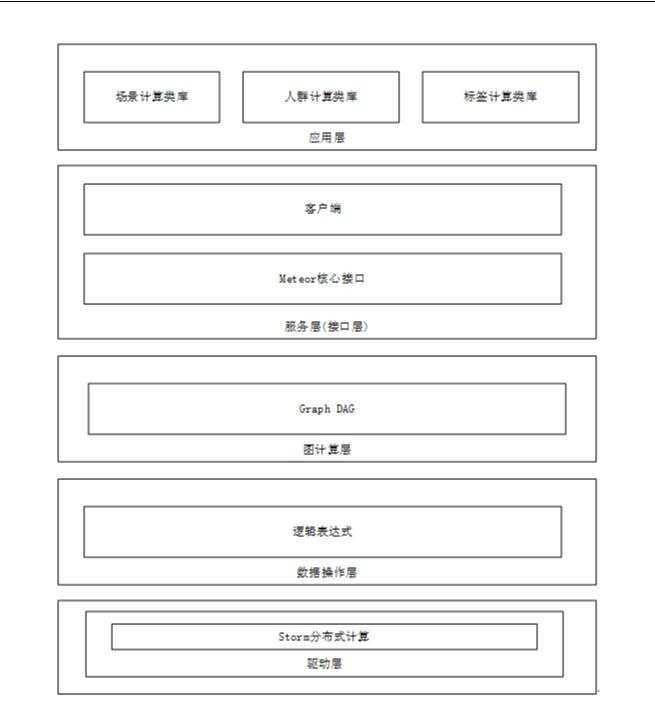 场景计算类库
人群计算类库
标签计算类库
应用层
客户端
Meteor核心接口
服务层(接口层)
Graph DAG
图计算层
逻辑表达式
数据操作层
Storm分布式计算
驱动层